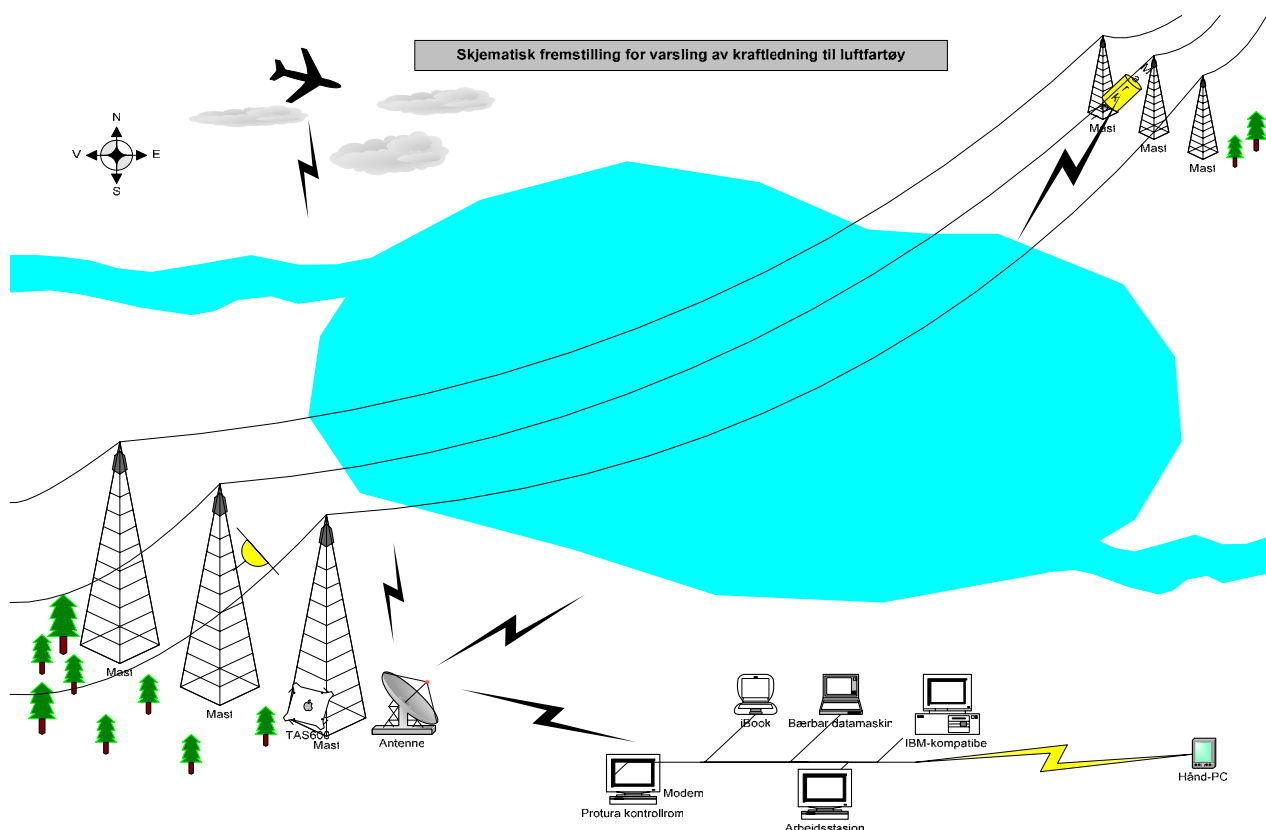 Skjematisk fremstilling for varsling av kraftledning til luftfartøy
N
V E
S
Mast
Mast
Mast
Mast
Mast
TAS600
Mast
Antenne
iBook
Bærbar datamaskin
IBM-kompatibe
Modem
Protura kontrollrom
Arbeidsstasjon
Hånd-PC